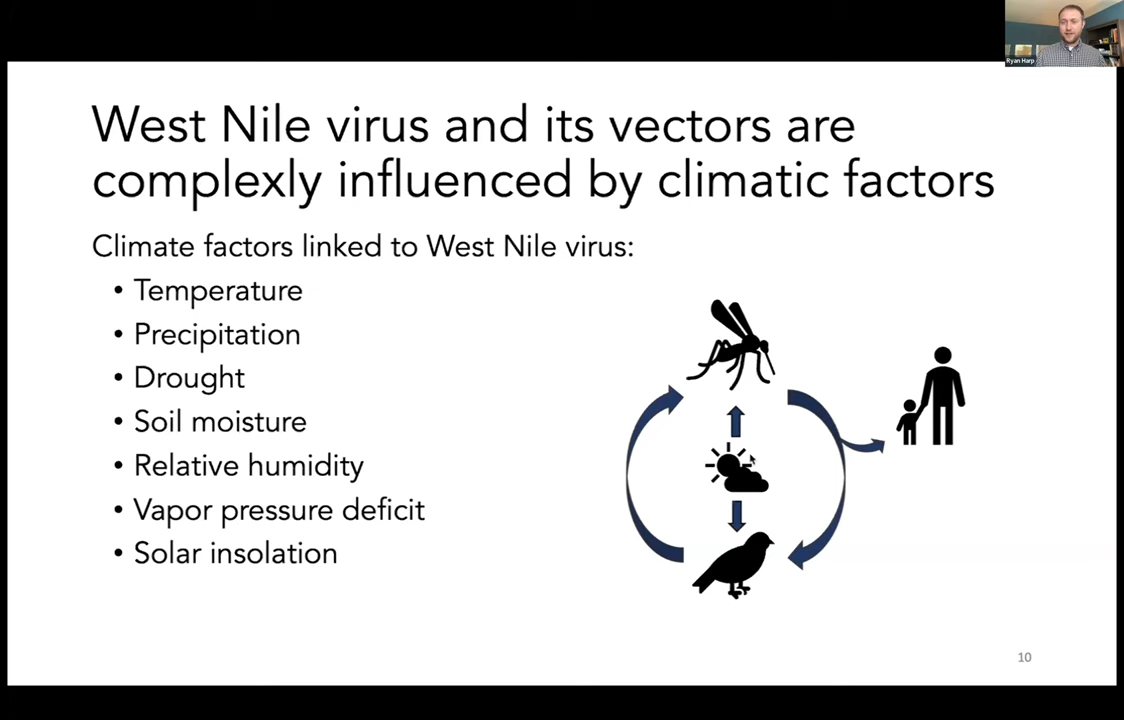 Ryan Harp
West Nile virus and its vectors are
complexly influenced by climatic factors
Climate factors linked to West Nile virus:
• Temperature
• Precipitation
• Drought
• Soil moisture
• Relative humidity
• Vapor pressure deficit
• Solar insolation
10